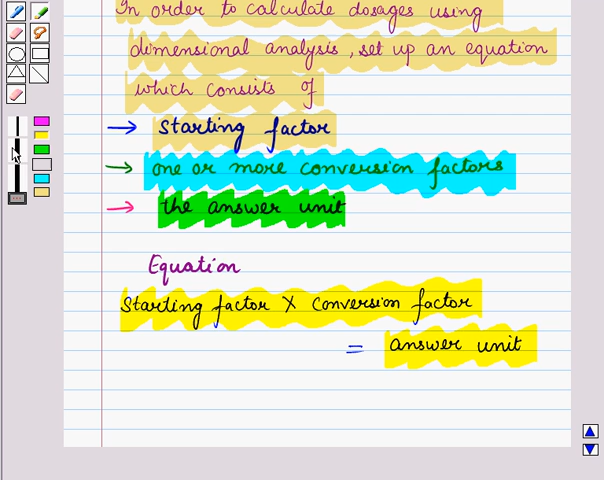 In order to calculate dosages using
dimensional analysis, set up an equation
which consists of
→ Starting factor
→ one or more conversion factors
→ the answer unit
Equation
Starting factor X Conversion factor
= answer unit